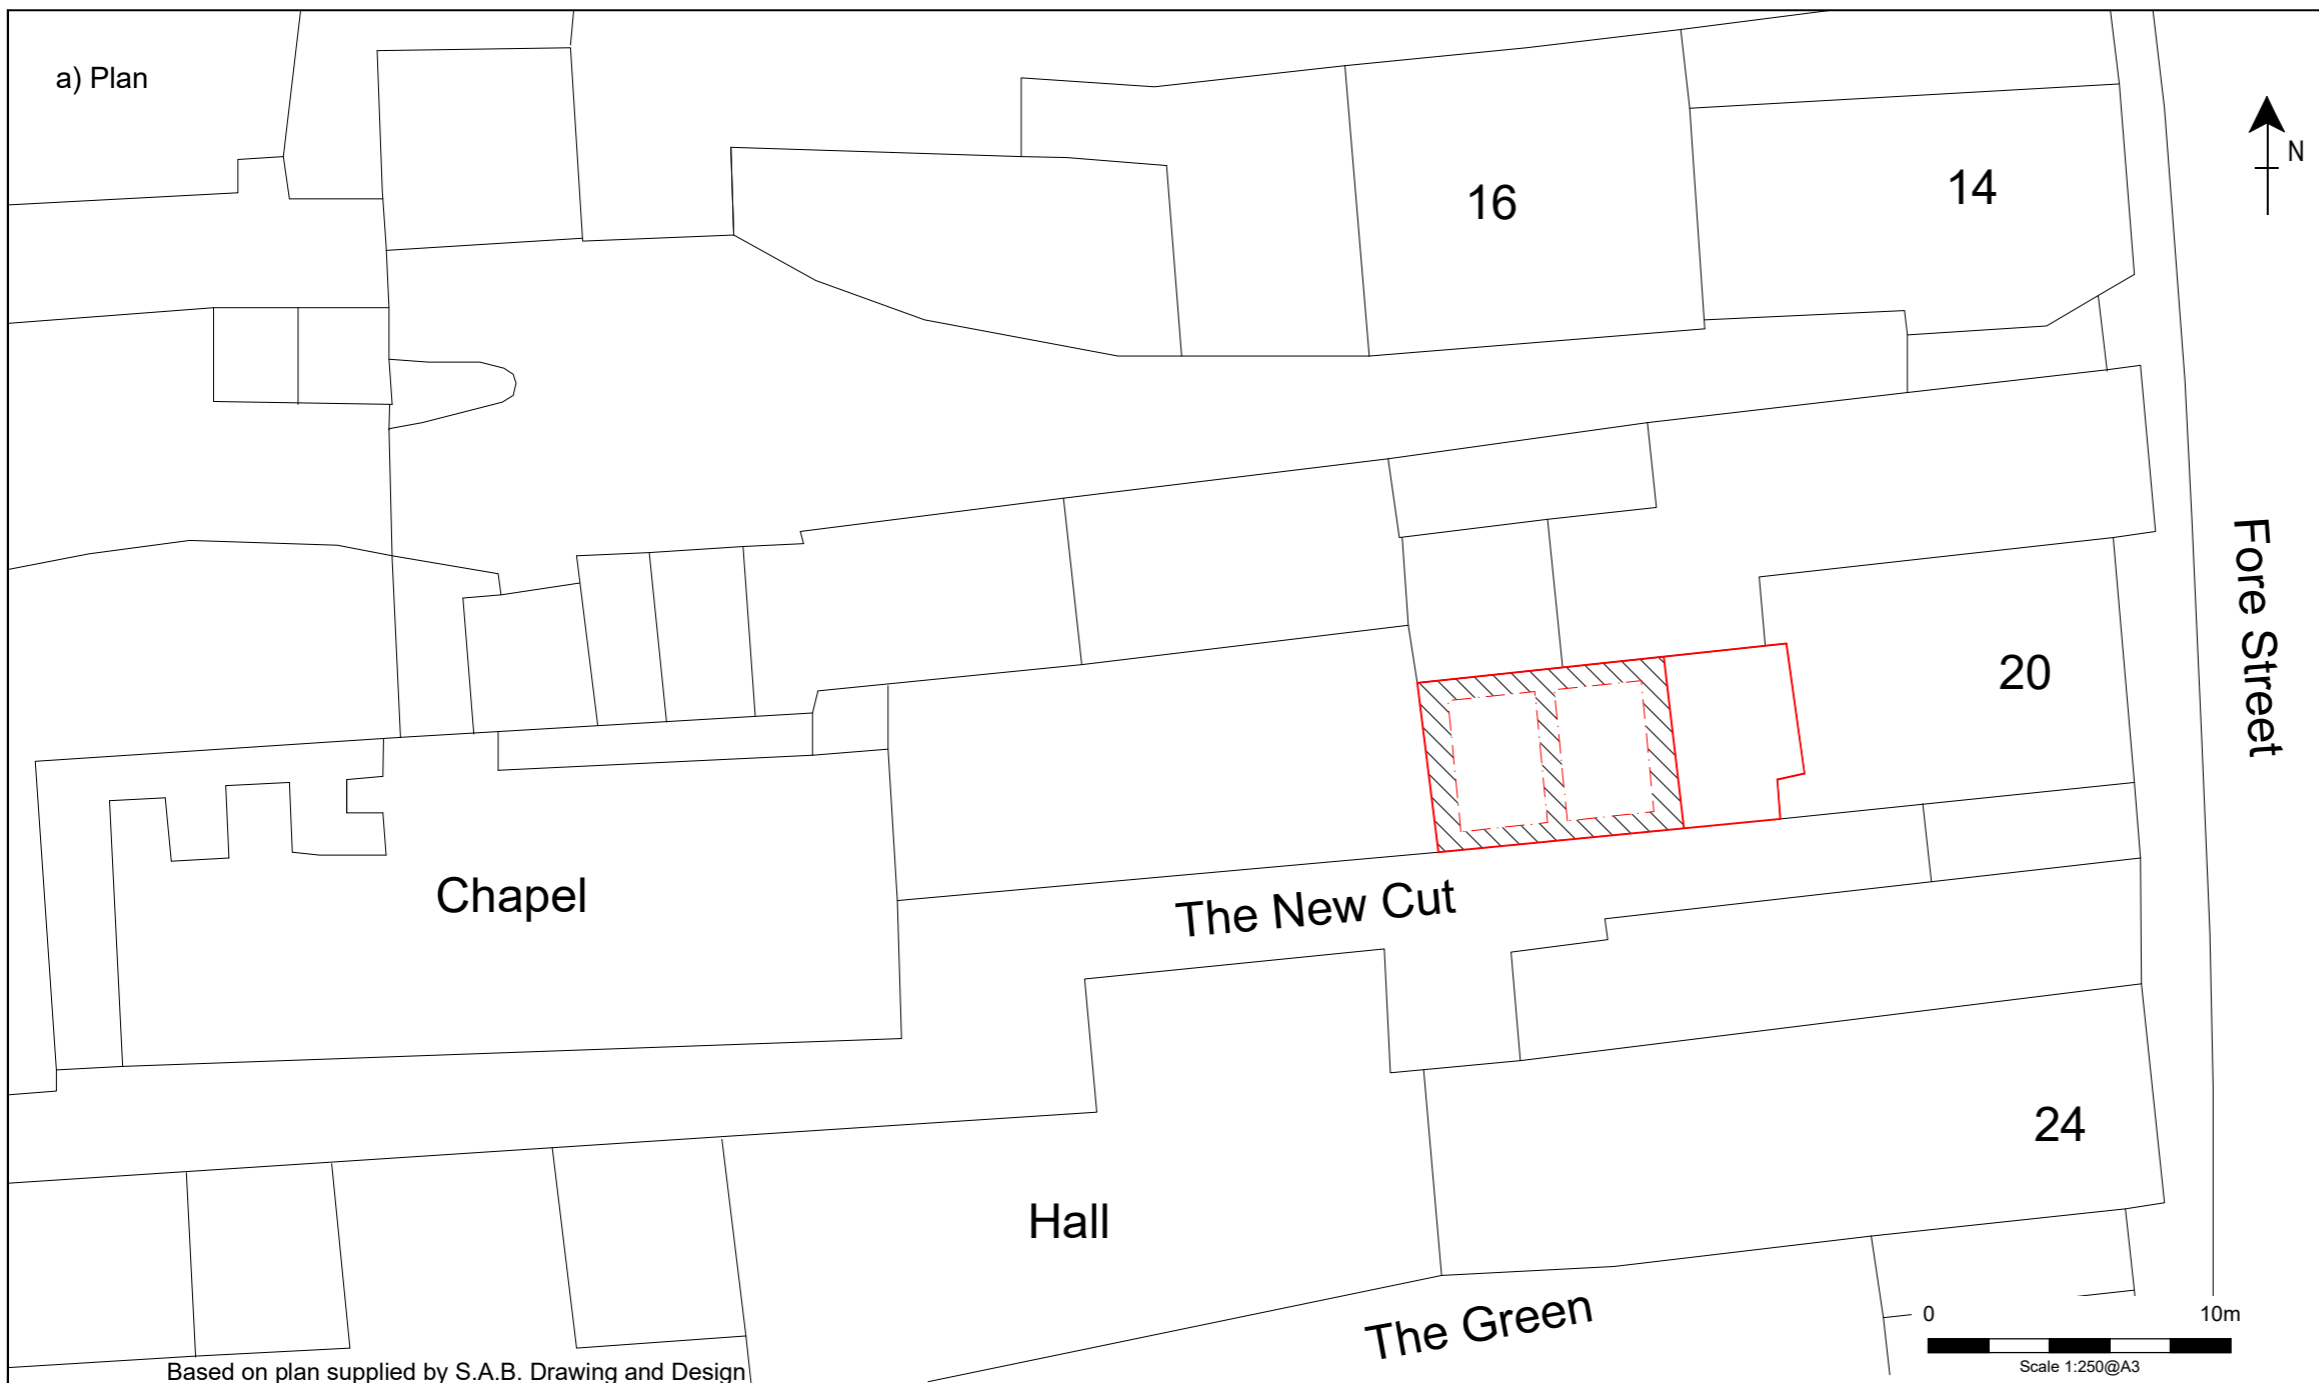 a) Plan
16
14
N
Fore Street
20
Chapel
The New Cut
24
Hall
The Green
0 10m
Scale 1:250@A3
Based on plan supplied by S.A.B. Drawing and Design